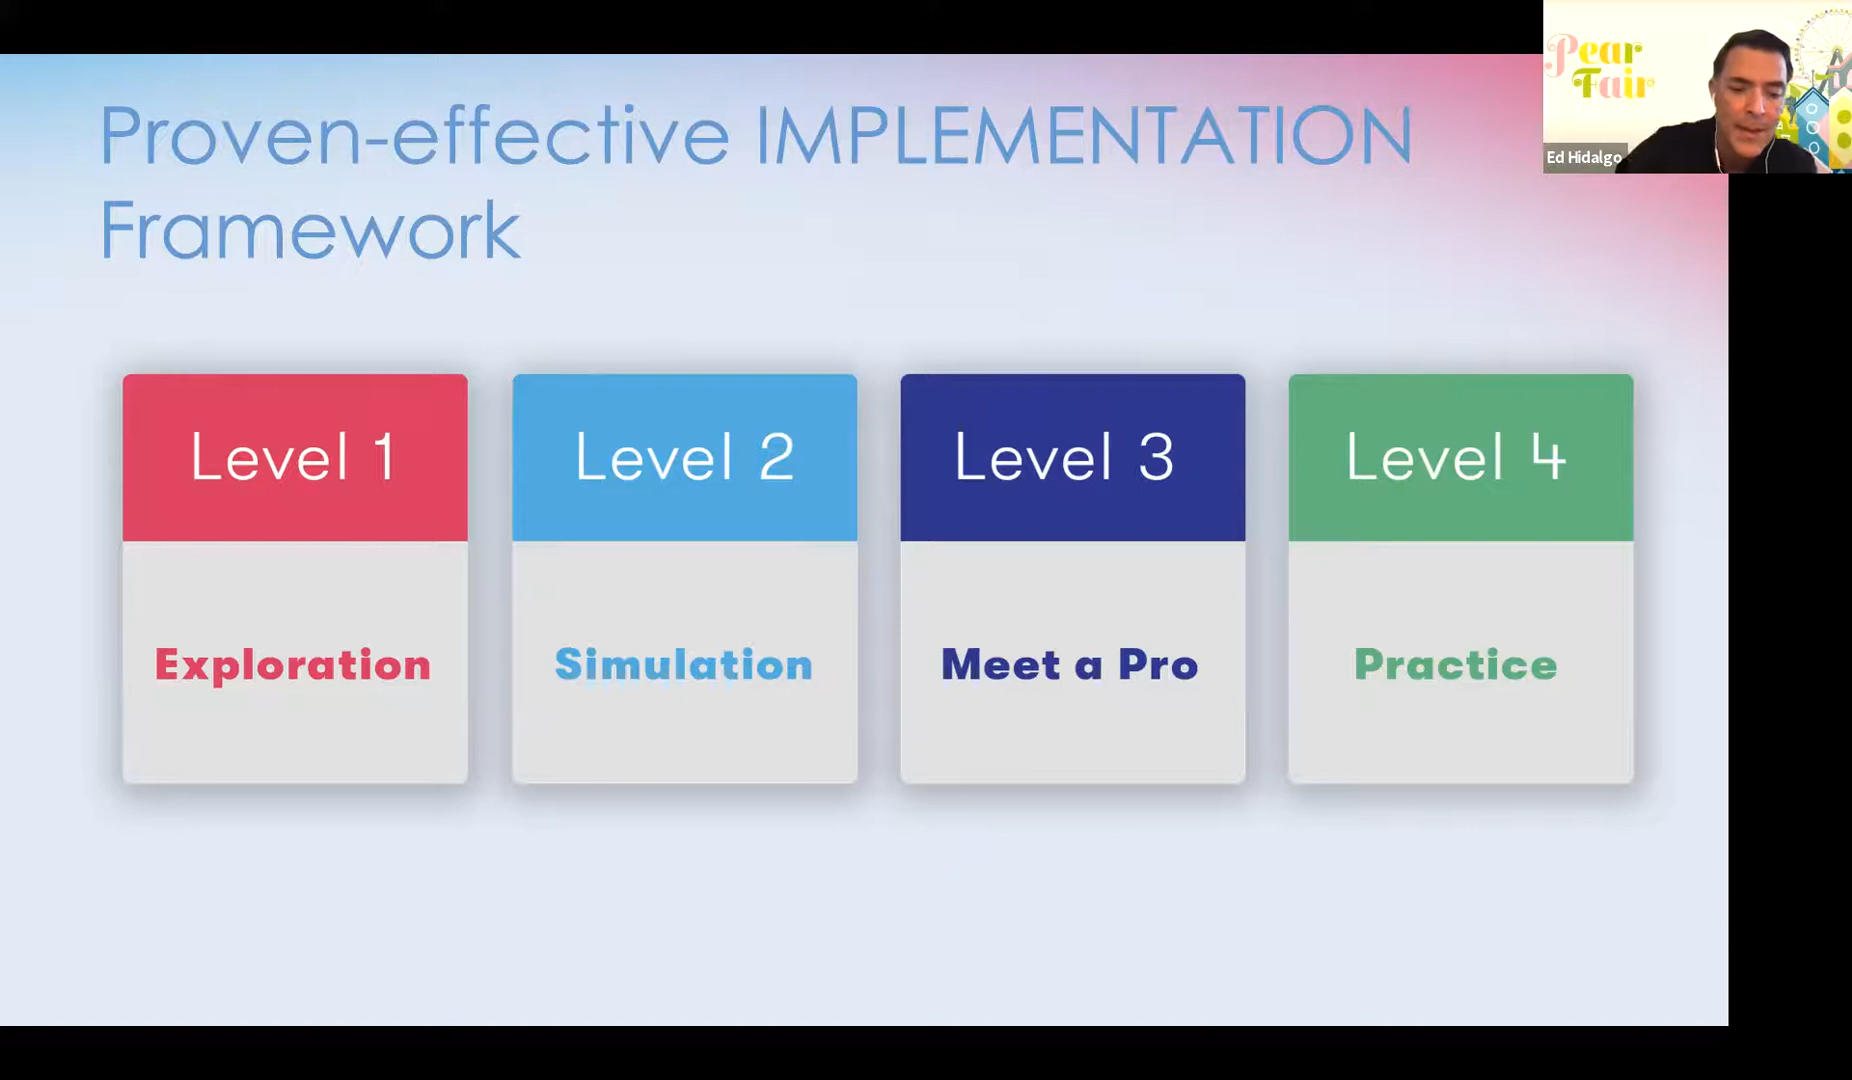 Proven-effective IMPLEMENTATION
Framework
Level 1
Exploration
Level 2
Simulation
Level 3
Meet a Pro
Level 4
Practice
Pear
Fair
Ed Hidalgo